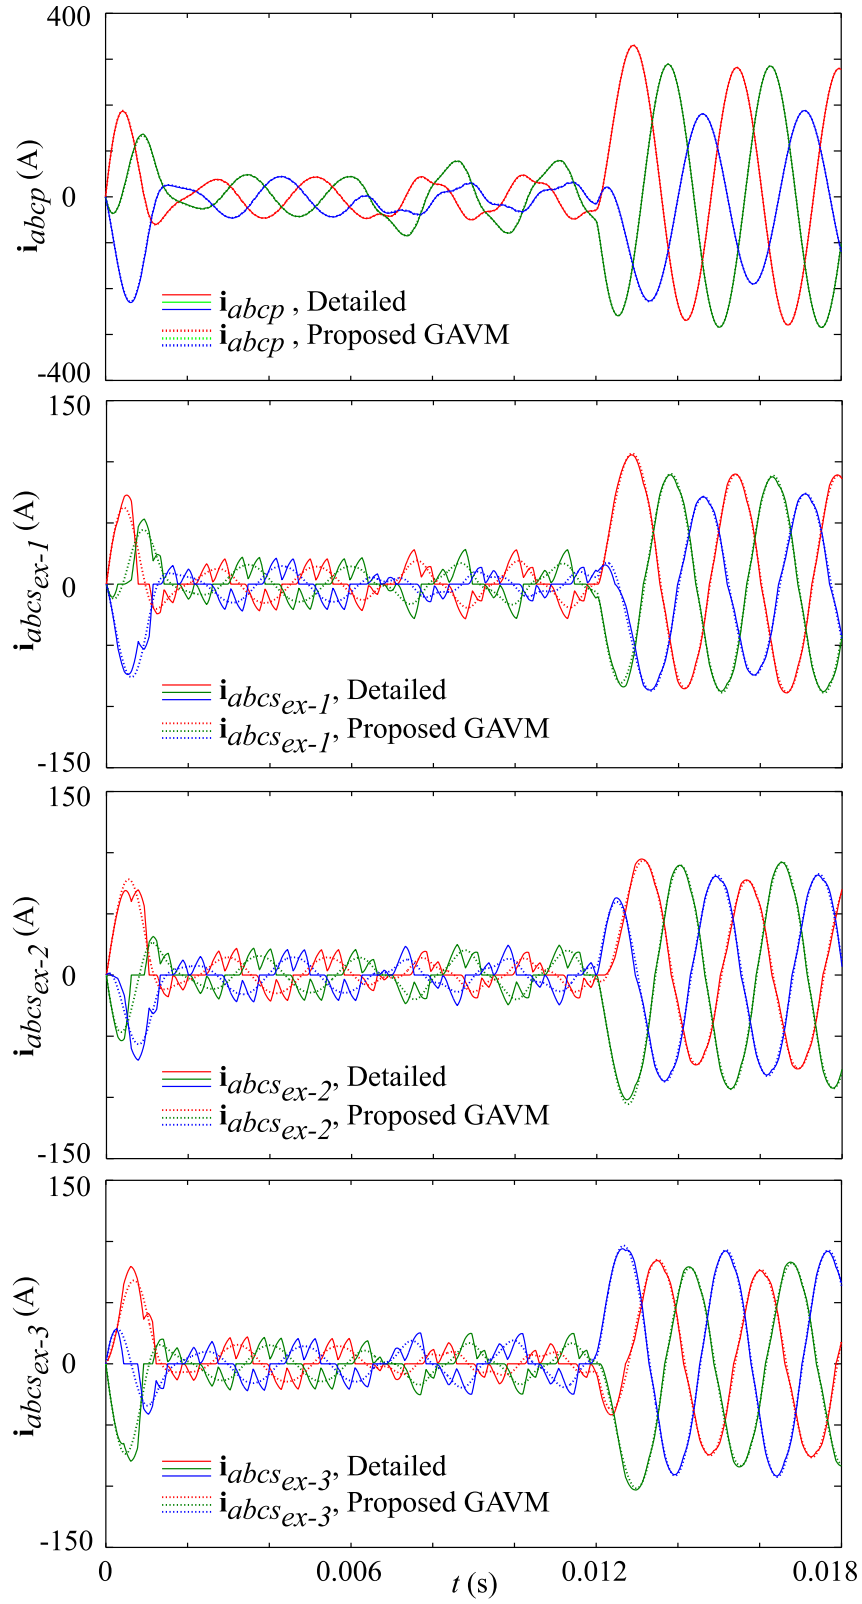 400
0
-400
i_abcp (A)
i_abcp , Detailed
i_abcp , Proposed GAVM
150
0
-150
i_abcs_ex-1 (A)
i_abcs_ex-1, Detailed
i_abcs_ex-1, Proposed GAVM
150
0
-150
i_abcs_ex-2 (A)
i_abcs_ex-2, Detailed
i_abcs_ex-2, Proposed GAVM
150
0
-150
i_abcs_ex-3 (A)
i_abcs_ex-3, Detailed
i_abcs_ex-3, Proposed GAVM
0 0.006 0.012 0.018
t (s)